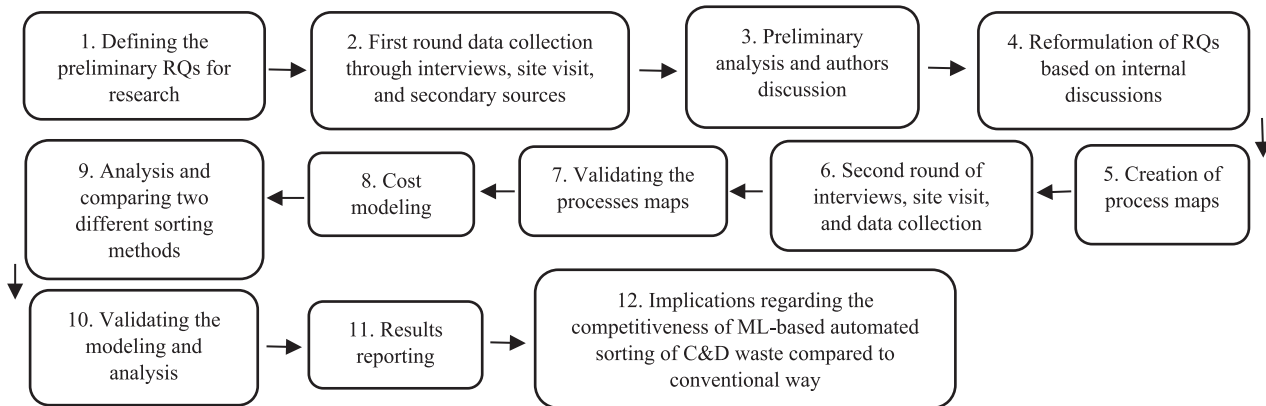 1. Defining the
preliminary RQs for
research
2. First round data collection
through interviews, site visit,
and secondary sources
3. Preliminary
analysis and authors
discussion
4. Reformulation of RQs
based on internal
discussions
5. Creation of
process maps
6. Second round of
interviews, site visit,
and data collection
7. Validating the
processes maps
8. Cost
modeling
9. Analysis and
comparing two
different sorting
methods
10. Validating the
modeling and
analysis
11. Results
reporting
12. Implications regarding the
competitiveness of ML-based automated
sorting of C&D waste compared to
conventional way